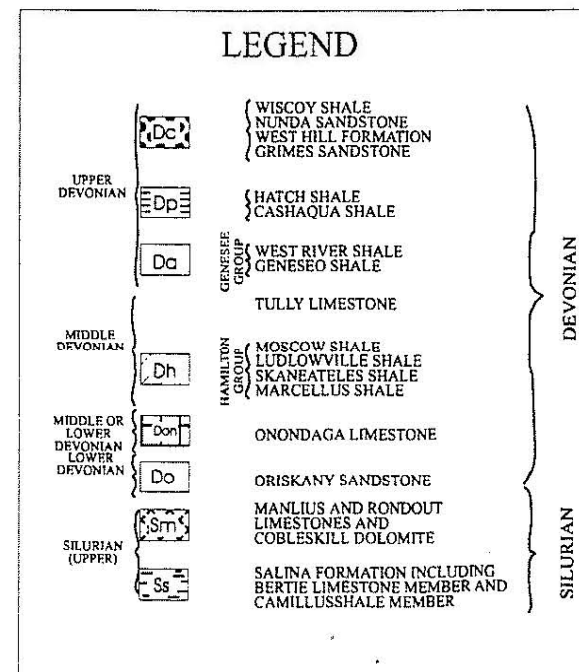 LEGEND
UPPER
DEVONIAN
Dc
WISCOY SHALE
NUNDA SANDSTONE
WEST HILL FORMATION
GRIMES SANDSTONE
Dp
HATCH SHALE
CASHAQUA SHALE
Da
GENESEE
GROUP
WEST RIVER SHALE
GENESEO SHALE
TULLY LIMESTONE
MIDDLE
DEVONIAN
Dh
HAMILTON
GROUP
MOSCOW SHALE
LUDLOWVILLE SHALE
SKANEATELES SHALE
MARCELLUS SHALE
MIDDLE OR
LOWER
DEVONIAN
Don
ONONDAGA LIMESTONE
LOWER
DEVONIAN
Do
ORISKANY SANDSTONE
DEVONIAN
SILURIAN
(UPPER)
Sm
MANLIUS AND RONDOUT
LIMESTONES AND
COBLESKILL DOLOMITE
Ss
SALINA FORMATION INCLUDING
BERTIE LIMESTONE MEMBER AND
CAMILLUSSHALE MEMBER
SILURIAN